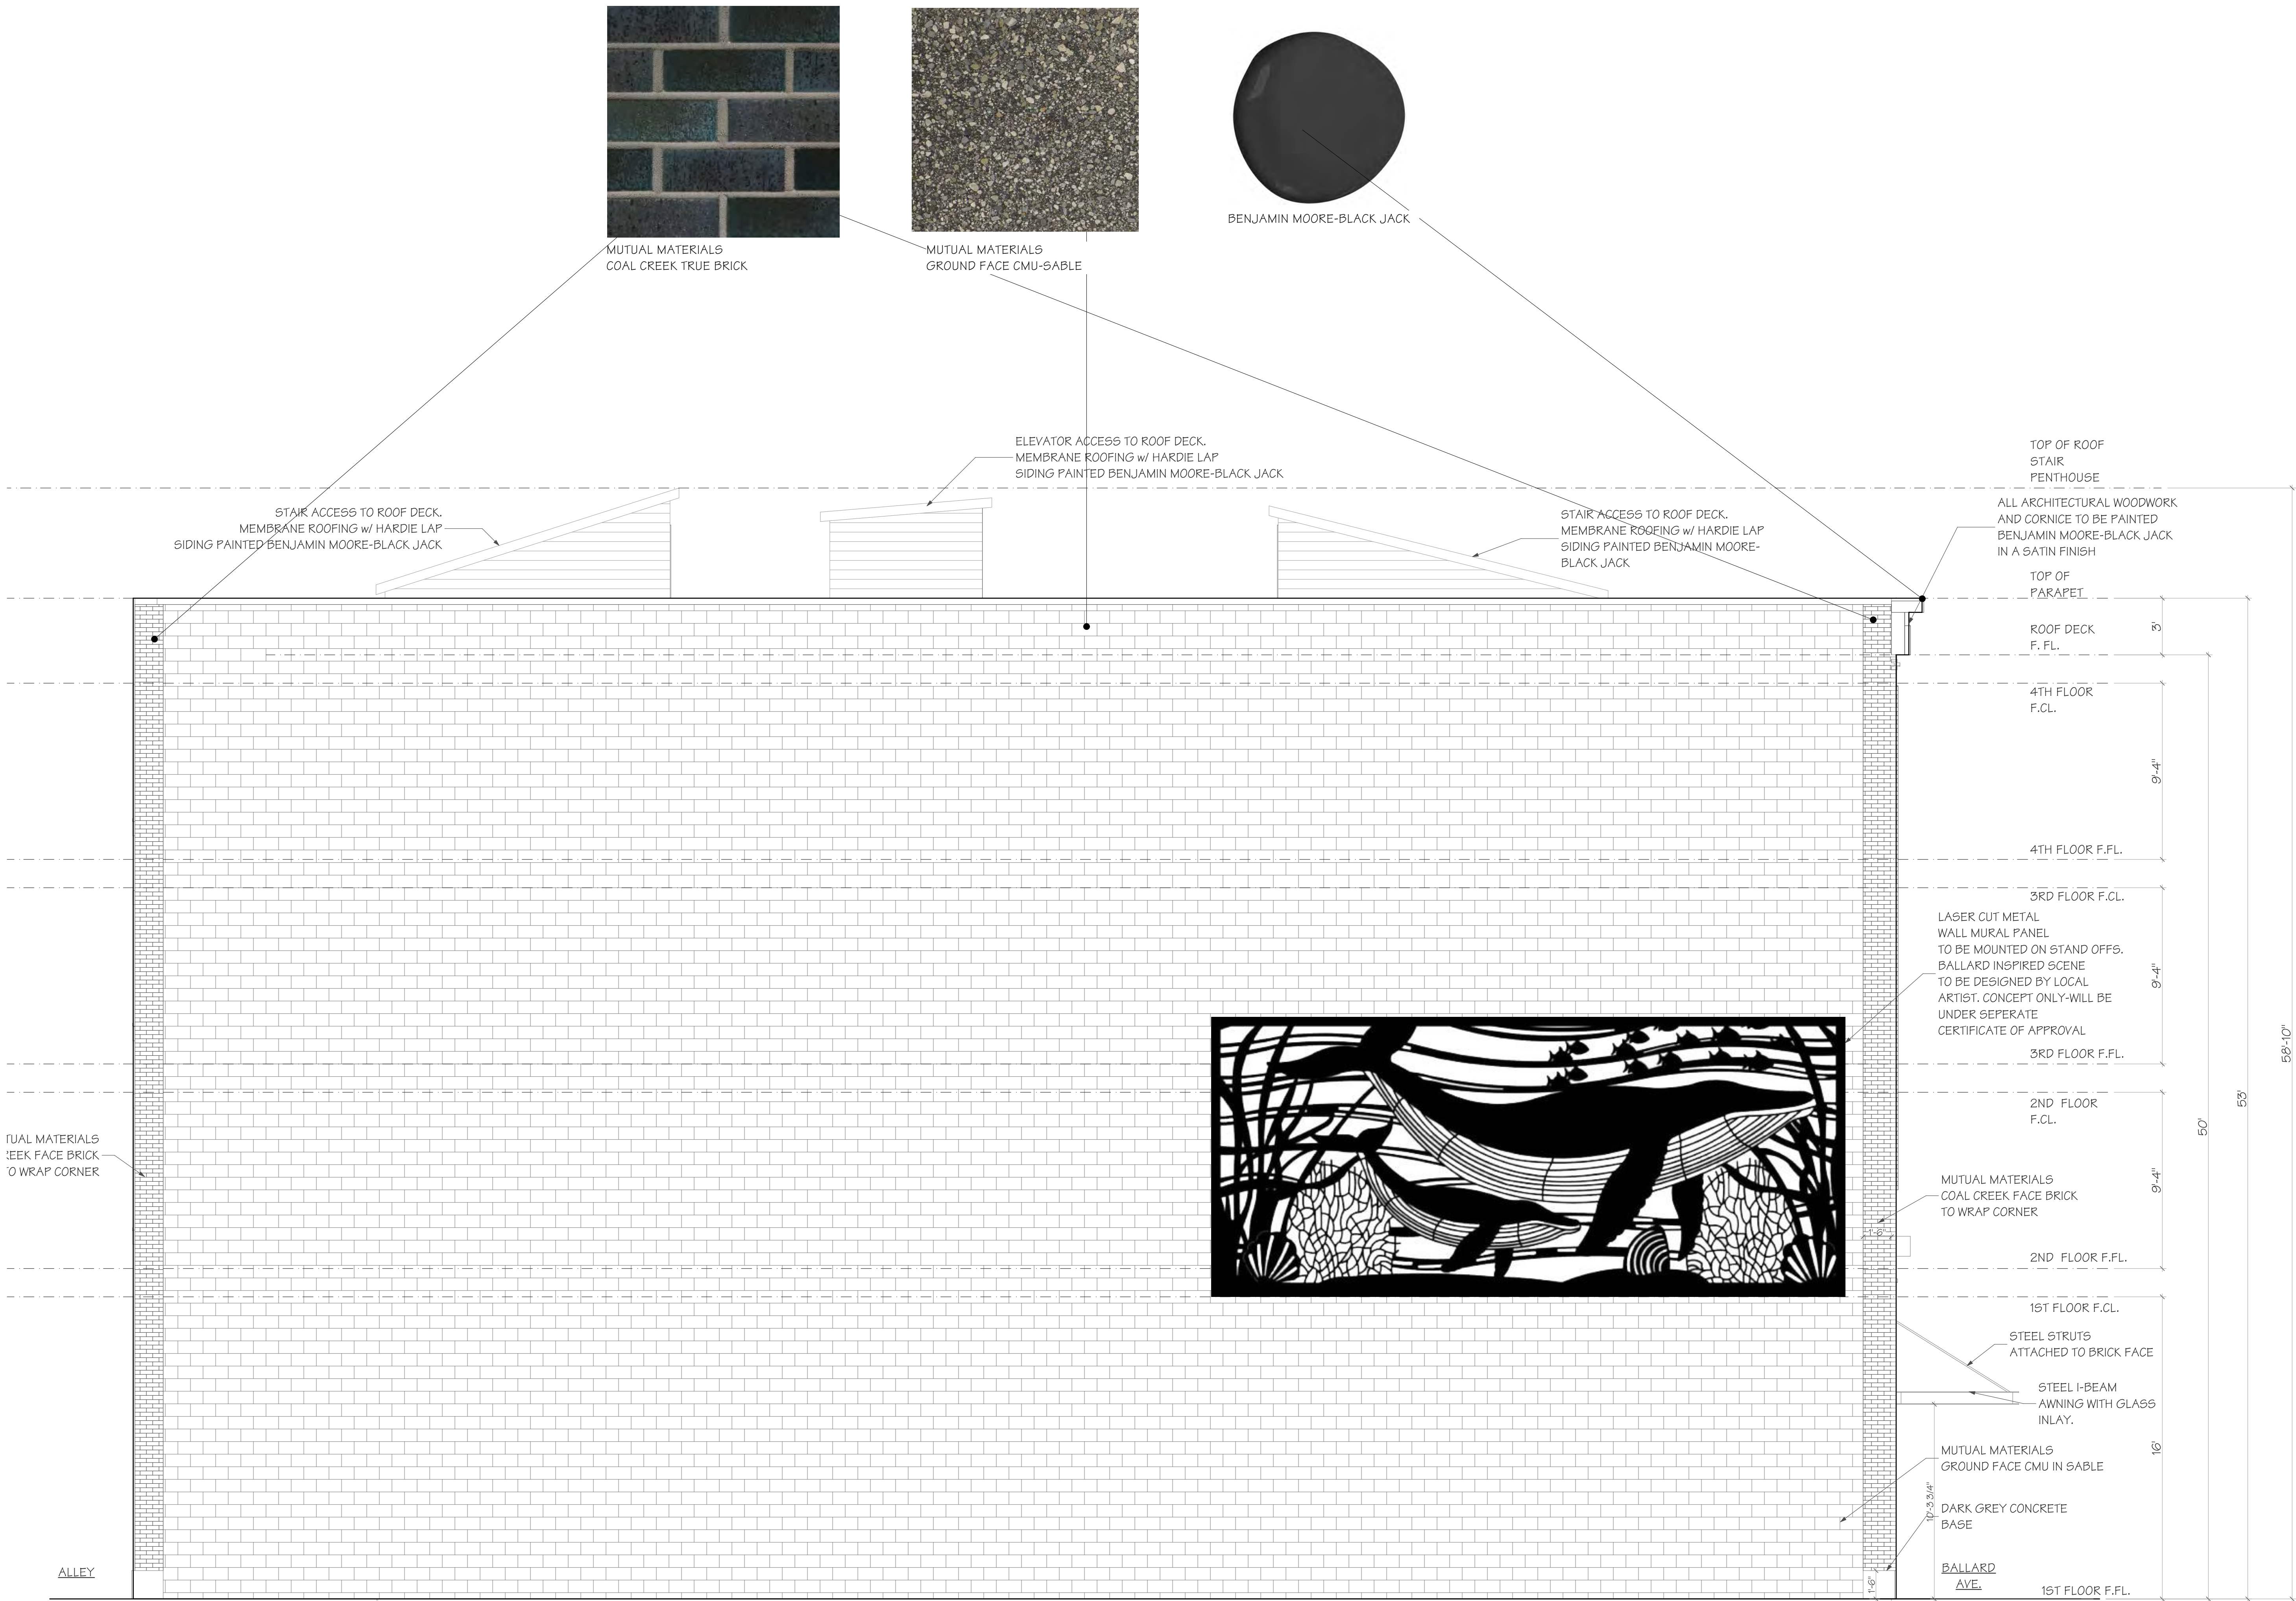 MUTUAL MATERIALS
COAL CREEK TRUE BRICK
MUTUAL MATERIALS
GROUND FACE CMU-SABLE
BENJAMIN MOORE-BLACK JACK
ELEVATOR ACCESS TO ROOF DECK.
MEMBRANE ROOFING w/ HARDIE LAP
SIDING PAINTED BENJAMIN MOORE-BLACK JACK
STAIR ACCESS TO ROOF DECK.
MEMBRANE ROOFING w/ HARDIE LAP
SIDING PAINTED BENJAMIN MOORE-BLACK JACK
STAIR ACCESS TO ROOF DECK.
MEMBRANE ROOFING w/ HARDIE LAP
SIDING PAINTED BENJAMIN MOORE-
BLACK JACK
TOP OF ROOF
STAIR
PENTHOUSE
ALL ARCHITECTURAL WOODWORK
AND CORNICE TO BE PAINTED
BENJAMIN MOORE-BLACK JACK
IN A SATIN FINISH
TOP OF
PARAPET
3'
ROOF DECK
F. FL.
4TH FLOOR
F.CL.
9'-4"
4TH FLOOR F.FL.
3RD FLOOR F.CL.
LASER CUT METAL
WALL MURAL PANEL
TO BE MOUNTED ON STAND OFFS.
BALLARD INSPIRED SCENE
TO BE DESIGNED BY LOCAL
ARTIST. CONCEPT ONLY-WILL BE
UNDER SEPERATE
CERTIFICATE OF APPROVAL
9'-4"
3RD FLOOR F.FL.
58'-10"
53'
50'
2ND FLOOR
F.CL.
TUAL MATERIALS
REEK FACE BRICK
TO WRAP CORNER
MUTUAL MATERIALS
COAL CREEK FACE BRICK
TO WRAP CORNER
9'-4"
1'-6"
2ND FLOOR F.FL.
1ST FLOOR F.CL.
STEEL STRUTS
ATTACHED TO BRICK FACE
STEEL I-BEAM
AWNING WITH GLASS
INLAY.
16'
MUTUAL MATERIALS
GROUND FACE CMU IN SABLE
10'-3 3/4"
DARK GREY CONCRETE
BASE
ALLEY
1'-6"
BALLARD
AVE.
1ST FLOOR F.FL.